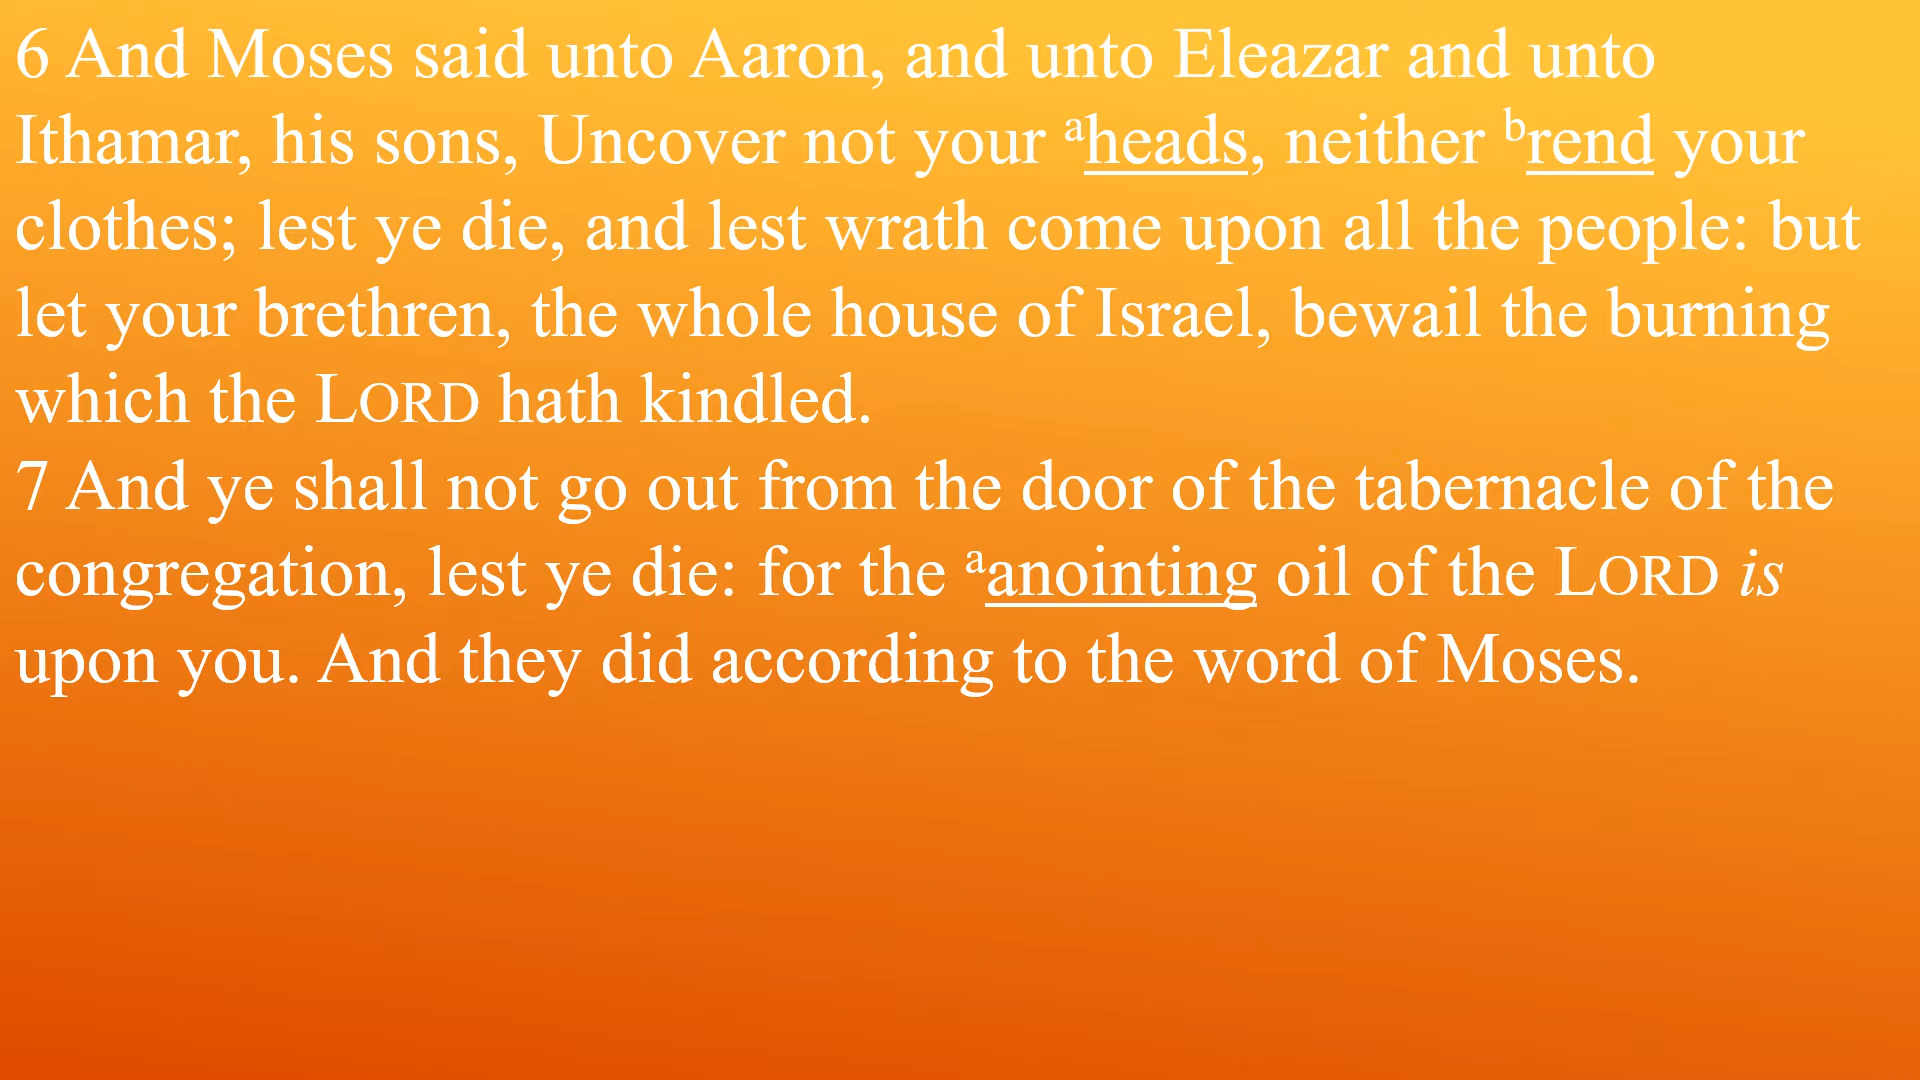 6 And Moses said unto Aaron, and unto Eleazar and unto
Ithamar, his sons, Uncover not your aheads, neither brend your
clothes; lest ye die, and lest wrath come upon all the people: but
let your brethren, the whole house of Israel, bewail the burning
which the LORD hath kindled.
7 And ye shall not go out from the door of the tabernacle of the
congregation, lest ye die: for the aanointing oil of the LORD is
upon you. And they did according to the word of Moses.